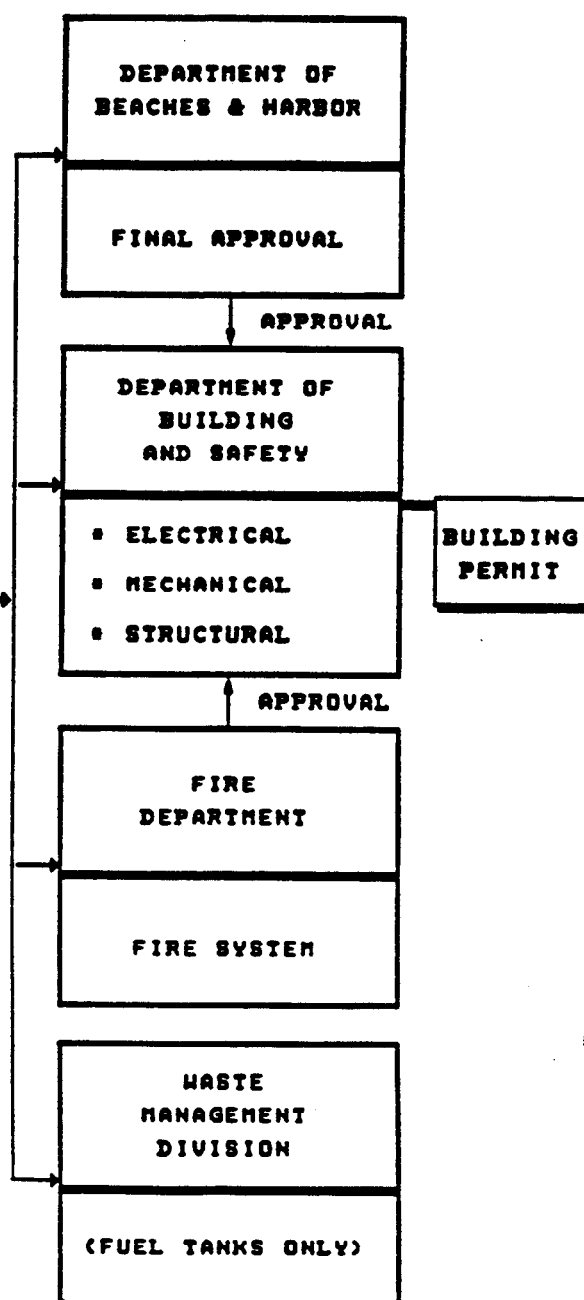 DEPARTMENT OF
BEACHES & HARBOR
FINAL APPROVAL
APPROVAL
DEPARTMENT OF
BUILDING
AND SAFETY
▪ ELECTRICAL
▪ MECHANICAL
▪ STRUCTURAL
BUILDING
PERMIT
APPROVAL
FIRE
DEPARTMENT
FIRE SYSTEM
WASTE
MANAGEMENT
DIVISION
(FUEL TANKS ONLY)